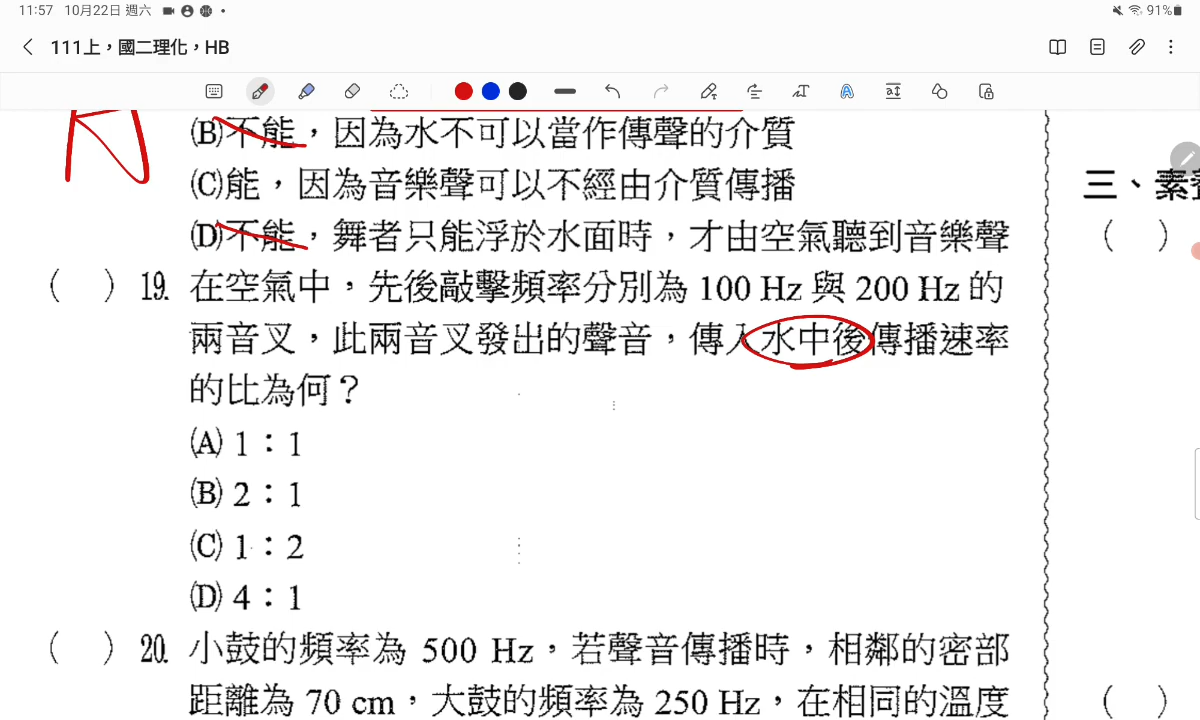 11:57 10月22日 週六
91%
111上，國二理化，HB
A
(B)不能，因為水不可以當作傳聲的介質
(C)能，因為音樂聲可以不經由介質傳播
(D)不能，舞者只能浮於水面時，才由空氣聽到音樂聲
( ) 19. 在空氣中，先後敲擊頻率分別為 100 Hz 與 200 Hz 的
兩音叉，此兩音叉發出的聲音，傳入水中後傳播速率
的比為何？
(A) 1：1
(B) 2：1
(C) 1：2
(D) 4：1
( ) 20. 小鼓的頻率為 500 Hz，若聲音傳播時，相鄰的密部
距離為 70 cm，大鼓的頻率為 250 Hz，在相同的溫度
三、素
( )
( )